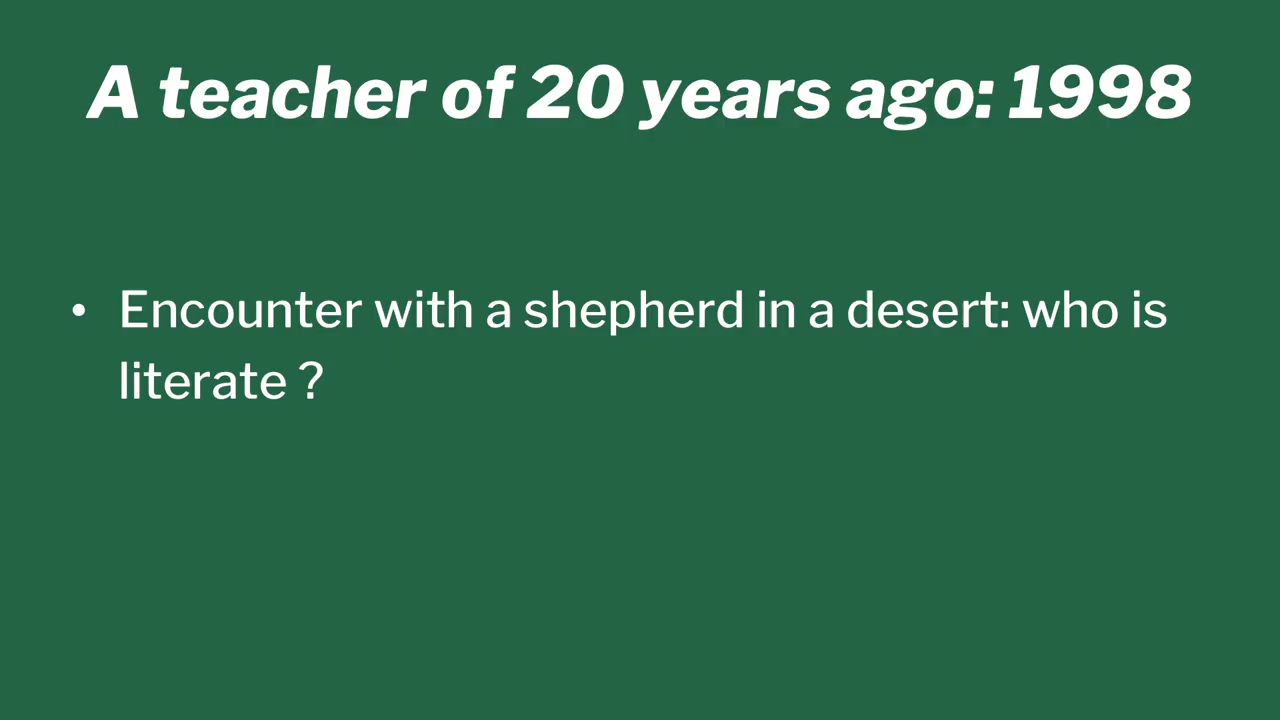 A teacher of 20 years ago: 1998
• Encounter with a shepherd in a desert: who is
literate ?